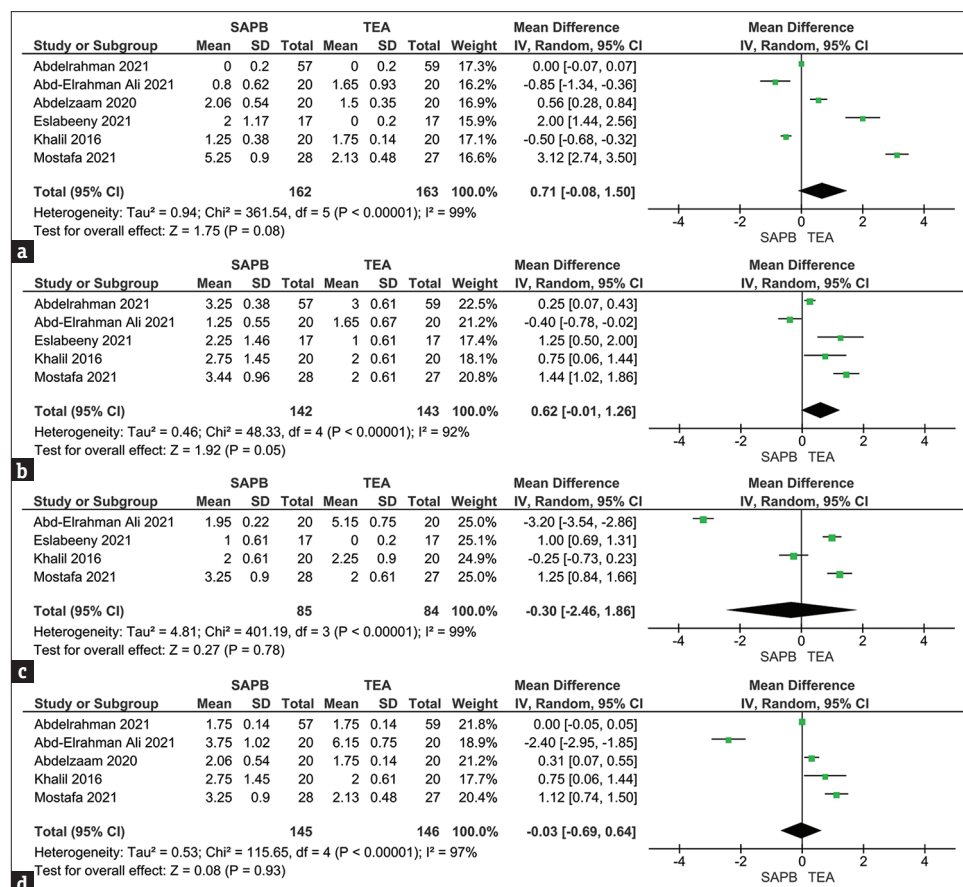 SAPB TEA Mean Difference Mean Difference
Study or Subgroup Mean SD Total Mean SD Total Weight IV, Random, 95% CI IV, Random, 95% CI
Abdelrahman 2021 0 0.2 57 0 0.2 59 17.3% 0.00 [-0.07, 0.07]
Abd-Elrahman Ali 2021 0.8 0.62 20 1.65 0.93 20 16.2% -0.85 [-1.34, -0.36]
Abdelzaam 2020 2.06 0.54 20 1.5 0.35 20 16.9% 0.56 [0.28, 0.84]
Eslabeeny 2021 2 1.17 17 0 0.2 17 15.9% 2.00 [1.44, 2.56]
Khalil 2016 1.25 0.38 20 1.75 0.14 20 17.1% -0.50 [-0.68, -0.32]
Mostafa 2021 5.25 0.9 28 2.13 0.48 27 16.6% 3.12 [2.74, 3.50]
Total (95% CI) 162 163 100.0% 0.71 [-0.08, 1.50]
Heterogeneity: Tau² = 0.94; Chi² = 361.54, df = 5 (P < 0.00001); I² = 99%
Test for overall effect: Z = 1.75 (P = 0.08)
-4 -2 0 2 4
SAPB TEA
a
SAPB TEA Mean Difference Mean Difference
Study or Subgroup Mean SD Total Mean SD Total Weight IV, Random, 95% CI IV, Random, 95% CI
Abdelrahman 2021 3.25 0.38 57 3 0.61 59 22.5% 0.25 [0.07, 0.43]
Abd-Elrahman Ali 2021 1.25 0.55 20 1.65 0.67 20 21.2% -0.40 [-0.78, -0.02]
Eslabeeny 2021 2.25 1.46 17 1 0.61 17 17.4% 1.25 [0.50, 2.00]
Khalil 2016 2.75 1.45 20 2 0.61 20 18.1% 0.75 [0.06, 1.44]
Mostafa 2021 3.44 0.96 28 2 0.61 27 20.8% 1.44 [1.02, 1.86]
Total (95% CI) 142 143 100.0% 0.62 [-0.01, 1.26]
Heterogeneity: Tau² = 0.46; Chi² = 48.33, df = 4 (P < 0.00001); I² = 92%
Test for overall effect: Z = 1.92 (P = 0.05)
-4 -2 0 2 4
SAPB TEA
b
SAPB TEA Mean Difference Mean Difference
Study or Subgroup Mean SD Total Mean SD Total Weight IV, Random, 95% CI IV, Random, 95% CI
Abd-Elrahman Ali 2021 1.95 0.22 20 5.15 0.75 20 25.0% -3.20 [-3.54, -2.86]
Eslabeeny 2021 1 0.61 17 0 0.2 17 25.1% 1.00 [0.69, 1.31]
Khalil 2016 2 0.61 20 2.25 0.9 20 24.9% -0.25 [-0.73, 0.23]
Mostafa 2021 3.25 0.9 28 2 0.61 27 25.0% 1.25 [0.84, 1.66]
Total (95% CI) 85 84 100.0% -0.30 [-2.46, 1.86]
Heterogeneity: Tau² = 4.81; Chi² = 401.19, df = 3 (P < 0.00001); I² = 99%
Test for overall effect: Z = 0.27 (P = 0.78)
-4 -2 0 2 4
SAPB TEA
c
SAPB TEA Mean Difference Mean Difference
Study or Subgroup Mean SD Total Mean SD Total Weight IV, Random, 95% CI IV, Random, 95% CI
Abdelrahman 2021 1.75 0.14 57 1.75 0.14 59 21.8% 0.00 [-0.05, 0.05]
Abd-Elrahman Ali 2021 3.75 1.02 20 6.15 0.75 20 18.9% -2.40 [-2.95, -1.85]
Abdelzaam 2020 2.06 0.54 20 1.75 0.14 20 21.2% 0.31 [0.07, 0.55]
Khalil 2016 2.75 1.45 20 2 0.61 20 17.7% 0.75 [0.06, 1.44]
Mostafa 2021 3.25 0.9 28 2.13 0.48 27 20.4% 1.12 [0.74, 1.50]
Total (95% CI) 145 146 100.0% -0.03 [-0.69, 0.64]
Heterogeneity: Tau² = 0.53; Chi² = 115.65, df = 4 (P < 0.00001); I² = 97%
Test for overall effect: Z = 0.08 (P = 0.93)
-4 -2 0 2 4
SAPB TEA
d